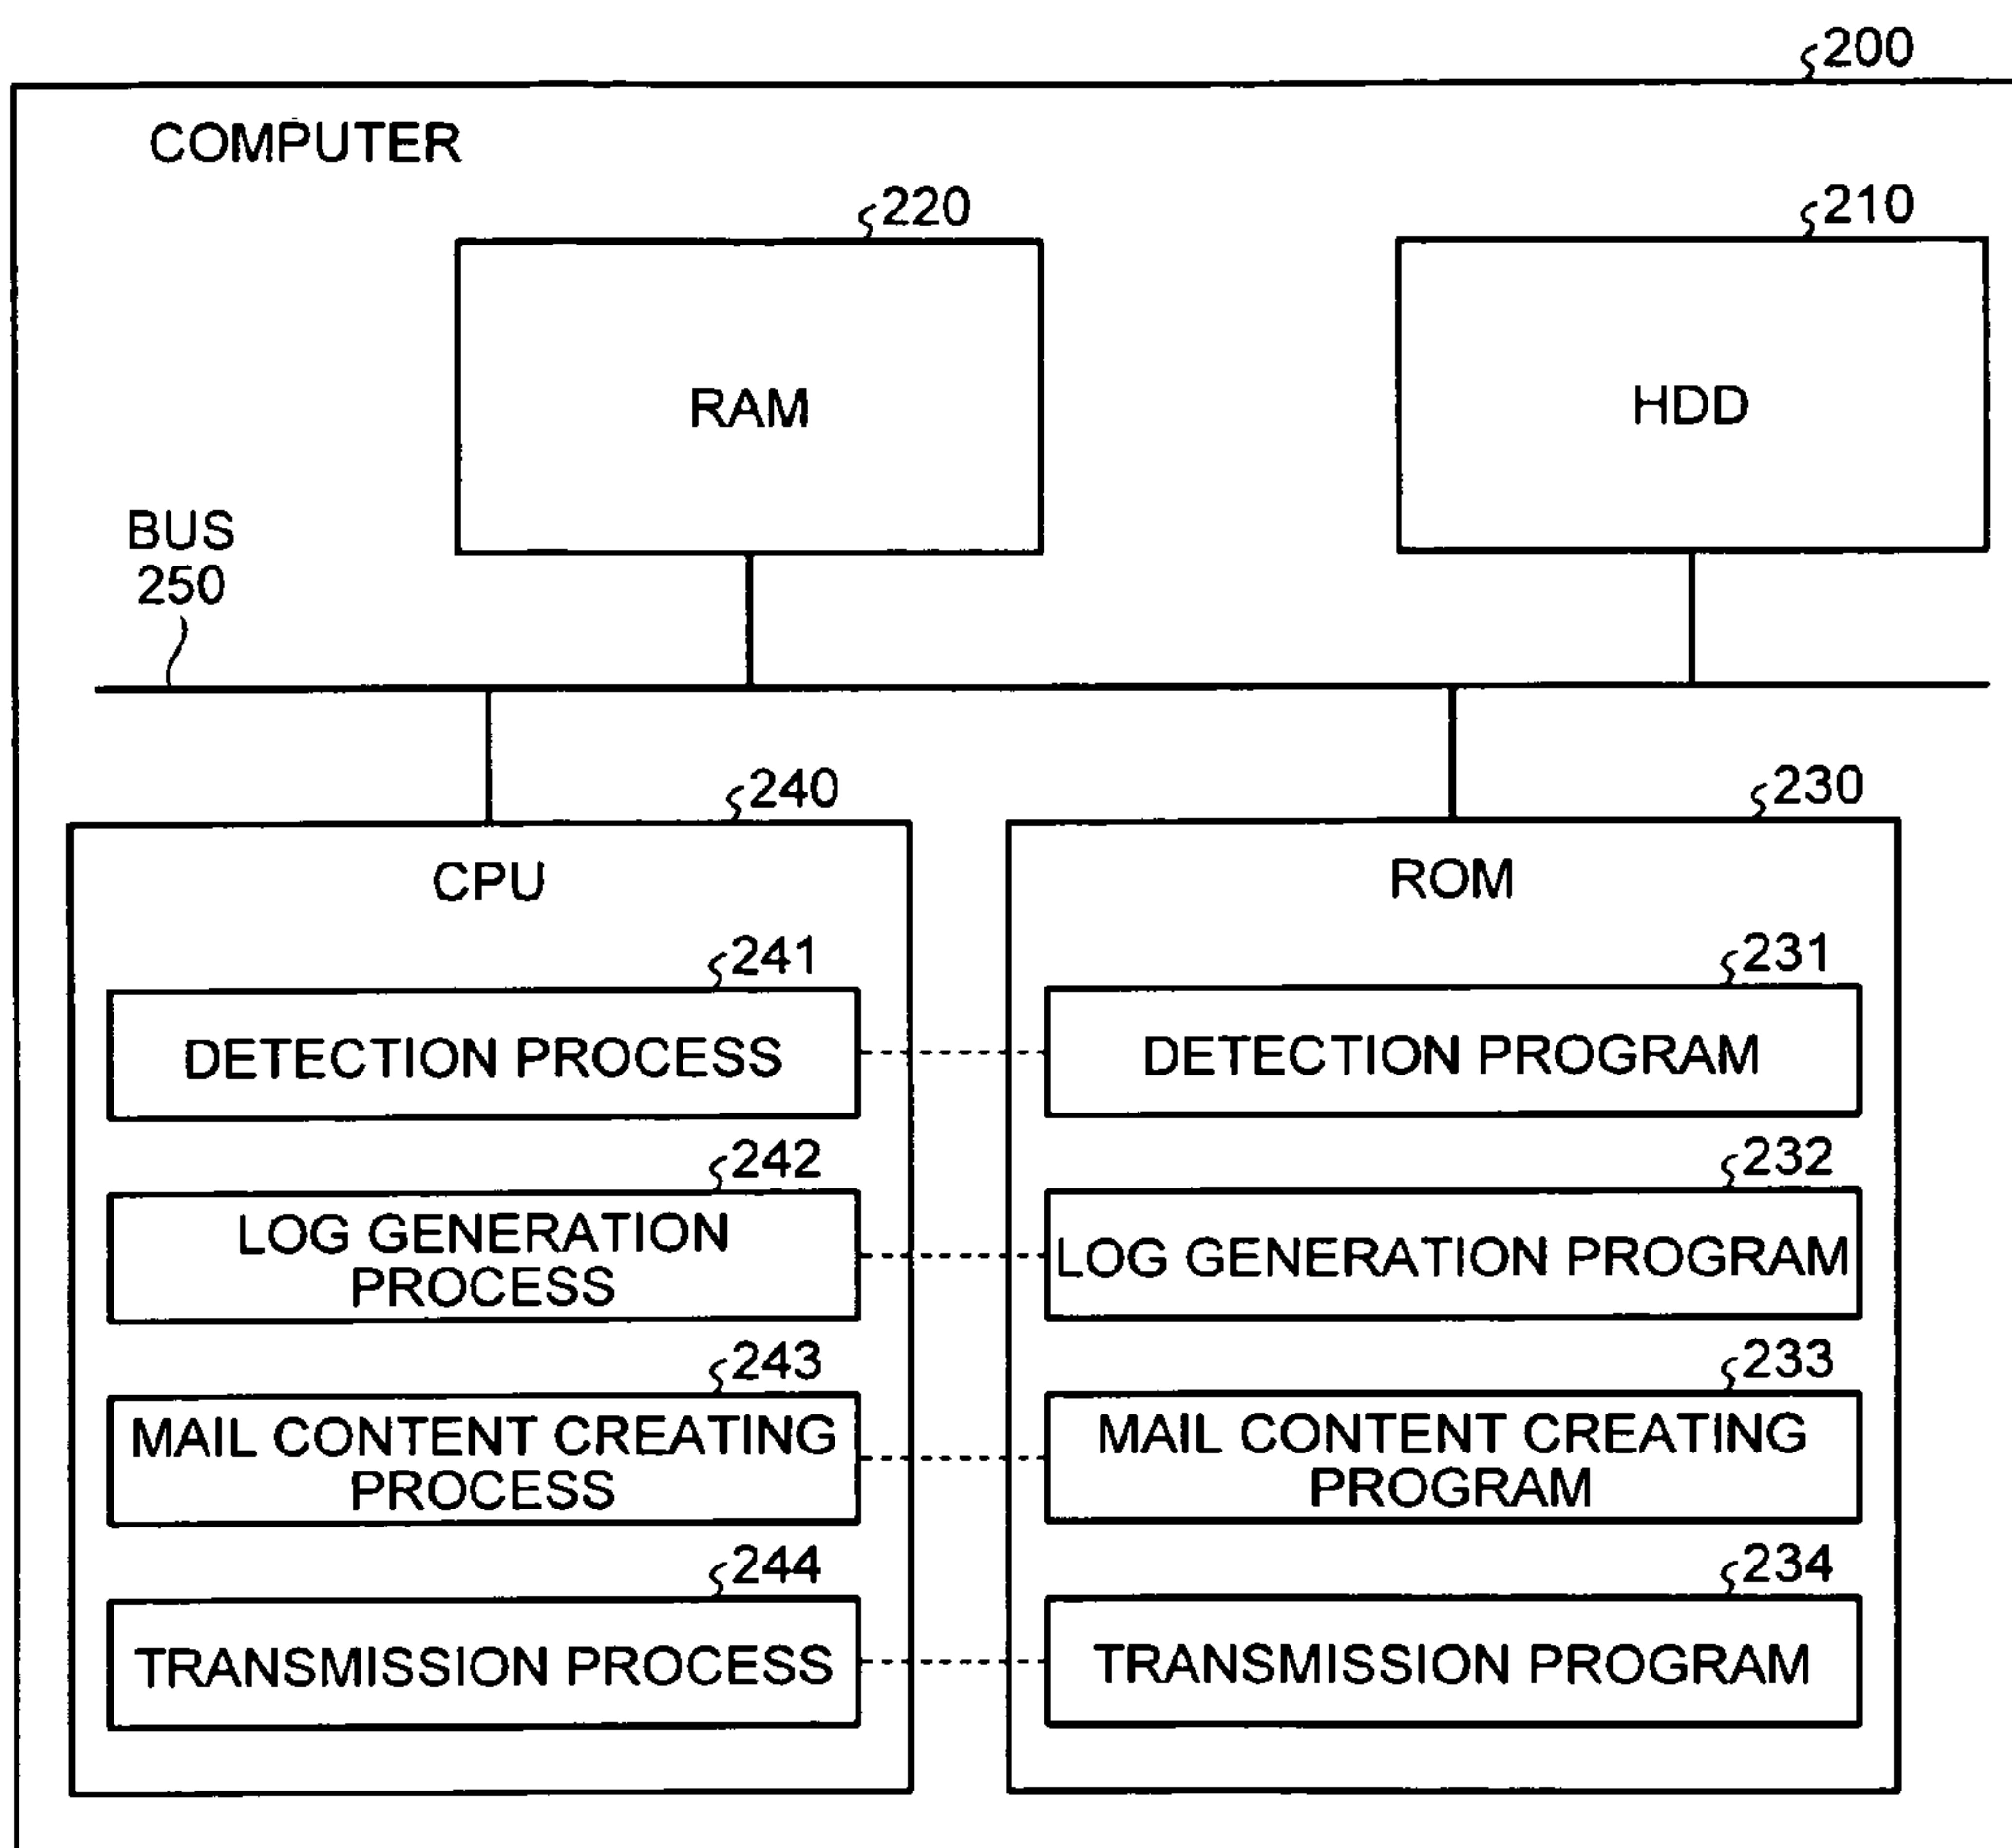 200
COMPUTER
220
210
RAM
HDD
BUS
250
240
230
CPU
ROM
241
231
DETECTION PROCESS
DETECTION PROGRAM
242
232
LOG GENERATION
PROCESS
LOG GENERATION PROGRAM
243
233
MAIL CONTENT CREATING
PROCESS
MAIL CONTENT CREATING
PROGRAM
244
234
TRANSMISSION PROCESS
TRANSMISSION PROGRAM